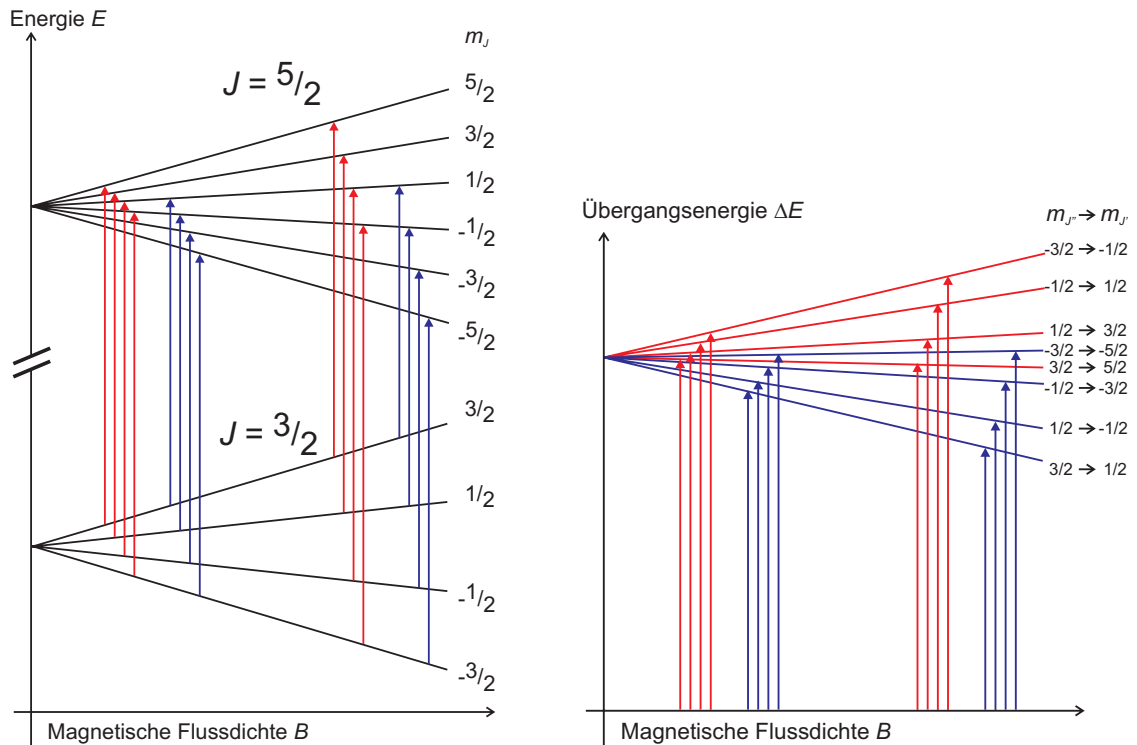 Energie E
m_J
J = 5/2
5/2
3/2
1/2
-1/2
-3/2
-5/2
J = 3/2
3/2
1/2
-1/2
-3/2
Magnetische Flussdichte B
Übergangsenergie ΔE
m_J" → m_J'
-3/2 → -1/2
-1/2 → 1/2
1/2 → 3/2
-3/2 → -5/2
3/2 → 5/2
-1/2 → -3/2
1/2 → -1/2
3/2 → 1/2
Magnetische Flussdichte B